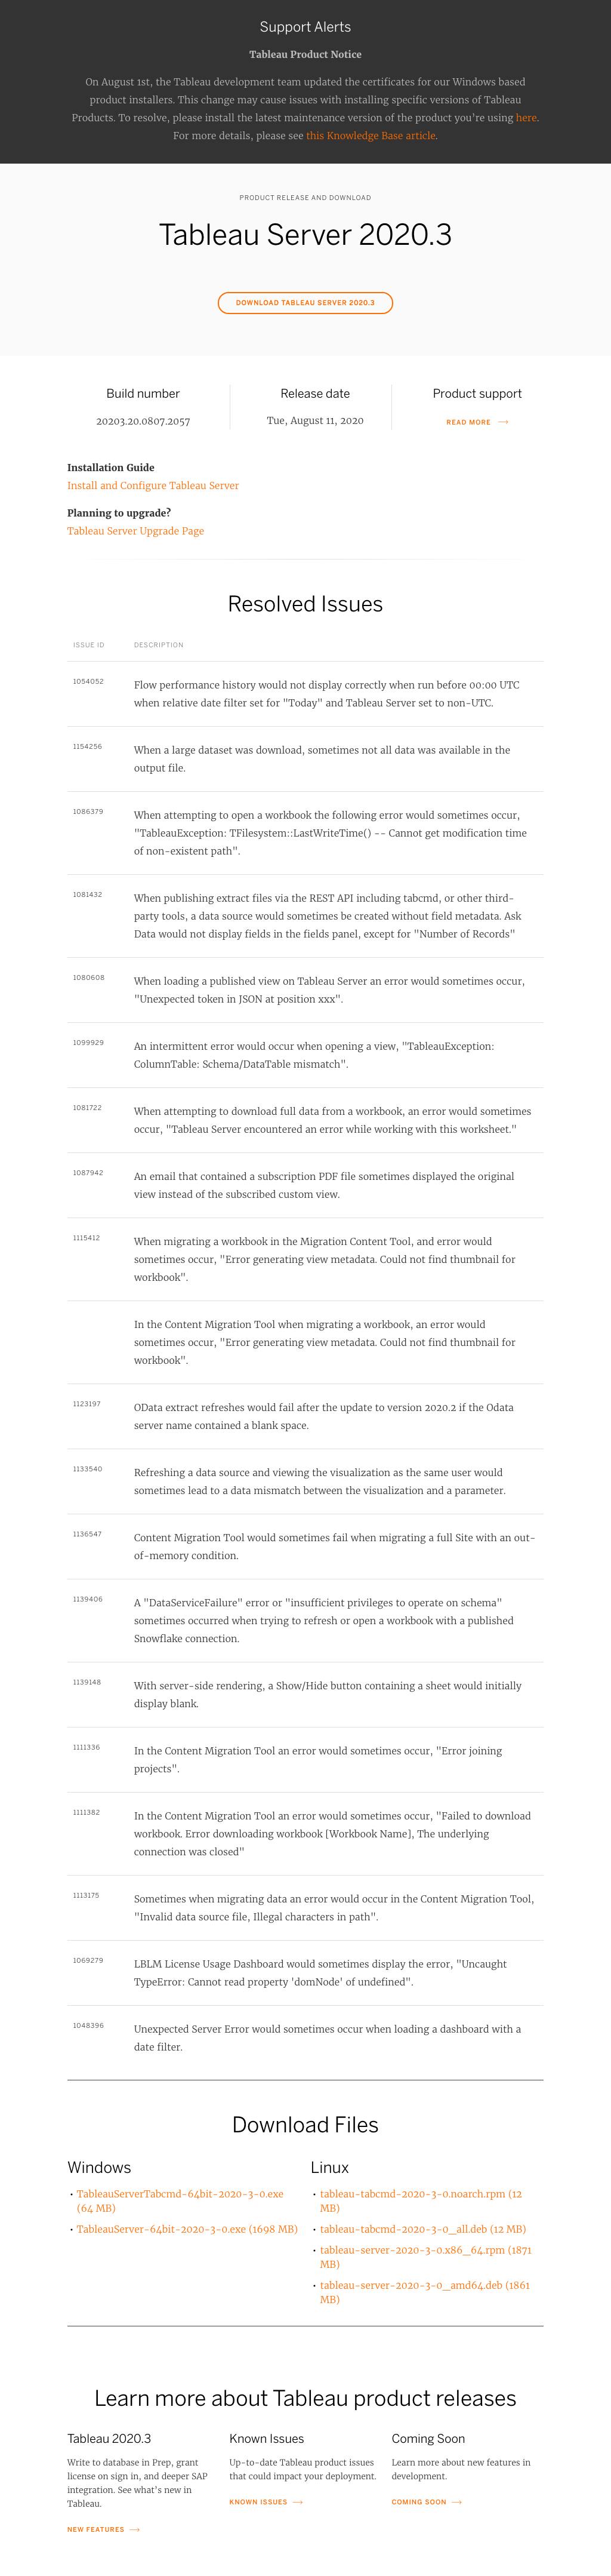 Support Alerts
Tableau Product Notice
On August 1st, the Tableau development team updated the certificates for our Windows based
product installers. This change may cause issues with installing specific versions of Tableau
Products. To resolve, please install the latest maintenance version of the product you're using here.
For more details, please see this Knowledge Base article.
PRODUCT RELEASE AND DOWNLOAD
Tableau Server 2020.3
DOWNLOAD TABLEAU SERVER 2020.3
Build number
20203.20.0807.2057
Release date
Tue, August 11, 2020
Product support
READ MORE →
Installation Guide
Install and Configure Tableau Server
Planning to upgrade?
Tableau Server Upgrade Page
Resolved Issues
ISSUE ID DESCRIPTION
1054052 Flow performance history would not display correctly when run before 00:00 UTC
when relative date filter set for "Today" and Tableau Server set to non-UTC.
1154256 When a large dataset was download, sometimes not all data was available in the
output file.
1086379 When attempting to open a workbook the following error would sometimes occur,
"TableauException: TFilesystem::LastWriteTime() -- Cannot get modification time
of non-existent path".
1081432 When publishing extract files via the REST API including tabcmd, or other third-
party tools, a data source would sometimes be created without field metadata. Ask
Data would not display fields in the fields panel, except for "Number of Records"
1080608 When loading a published view on Tableau Server an error would sometimes occur,
"Unexpected token in JSON at position xxx".
1099929 An intermittent error would occur when opening a view, "TableauException:
ColumnTable: Schema/DataTable mismatch".
1081722 When attempting to download full data from a workbook, an error would sometimes
occur, "Tableau Server encountered an error while working with this worksheet."
1087942 An email that contained a subscription PDF file sometimes displayed the original
view instead of the subscribed custom view.
1115412 When migrating a workbook in the Migration Content Tool, and error would
sometimes occur, "Error generating view metadata. Could not find thumbnail for
workbook".
In the Content Migration Tool when migrating a workbook, an error would
sometimes occur, "Error generating view metadata. Could not find thumbnail for
workbook".
1123197 OData extract refreshes would fail after the update to version 2020.2 if the Odata
server name contained a blank space.
1133540 Refreshing a data source and viewing the visualization as the same user would
sometimes lead to a data mismatch between the visualization and a parameter.
1136547 Content Migration Tool would sometimes fail when migrating a full Site with an out-
of-memory condition.
1139406 A "DataServiceFailure" error or "insufficient privileges to operate on schema"
sometimes occurred when trying to refresh or open a workbook with a published
Snowflake connection.
1139148 With server-side rendering, a Show/Hide button containing a sheet would initially
display blank.
1111336 In the Content Migration Tool an error would sometimes occur, "Error joining
projects".
1111382 In the Content Migration Tool an error would sometimes occur, "Failed to download
workbook. Error downloading workbook [Workbook Name], The underlying
connection was closed"
1113175 Sometimes when migrating data an error would occur in the Content Migration Tool,
"Invalid data source file, Illegal characters in path".
1069279 LBLM License Usage Dashboard would sometimes display the error, "Uncaught
TypeError: Cannot read property 'domNode' of undefined".
1048396 Unexpected Server Error would sometimes occur when loading a dashboard with a
date filter.
Download Files
Windows
• TableauServerTabcmd-64bit-2020-3-0.exe
(64 MB)
• TableauServer-64bit-2020-3-0.exe (1698 MB)
Linux
• tableau-tabcmd-2020-3-0.noarch.rpm (12
MB)
• tableau-tabcmd-2020-3-0_all.deb (12 MB)
• tableau-server-2020-3-0.x86_64.rpm (1871
MB)
• tableau-server-2020-3-0_amd64.deb (1861
MB)
Learn more about Tableau product releases
Tableau 2020.3
Write to database in Prep, grant
license on sign in, and deeper SAP
integration. See what's new in
Tableau.
NEW FEATURES →
Known Issues
Up-to-date Tableau product issues
that could impact your deployment.
KNOWN ISSUES →
Coming Soon
Learn more about new features in
development.
COMING SOON →